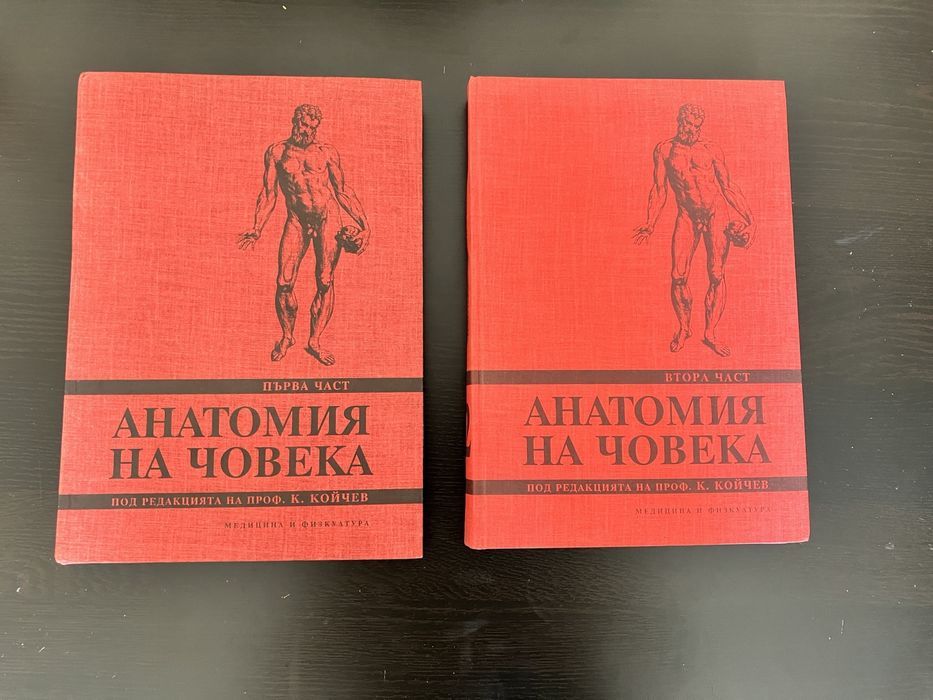 ПЪРВА ЧАСТ
АНАТОМИЯ
НА ЧОВЕКА
ПОД РЕДАКЦИЯТА НА ПРОФ. К. КОЙЧЕВ
МЕДИЦИНА И ФИЗКУЛТУРА
ВТОРА ЧАСТ
АНАТОМИЯ
НА ЧОВЕКА
ПОД РЕДАКЦИЯТА НА ПРОФ. К. КОЙЧЕВ
МЕДИЦИНА И ФИЗКУЛТУРА